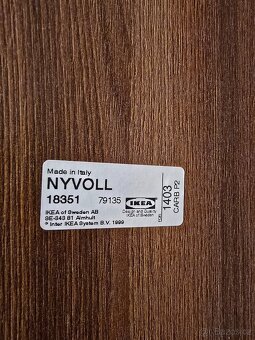 Made in Italy
NYVOLL
18351 79135 IKEA
Design and Quality
IKEA of Sweden
IKEA of Sweden AB
SE-343 81 Älmhult
® Inter IKEA System B.V. 1999
1403
CARB P2